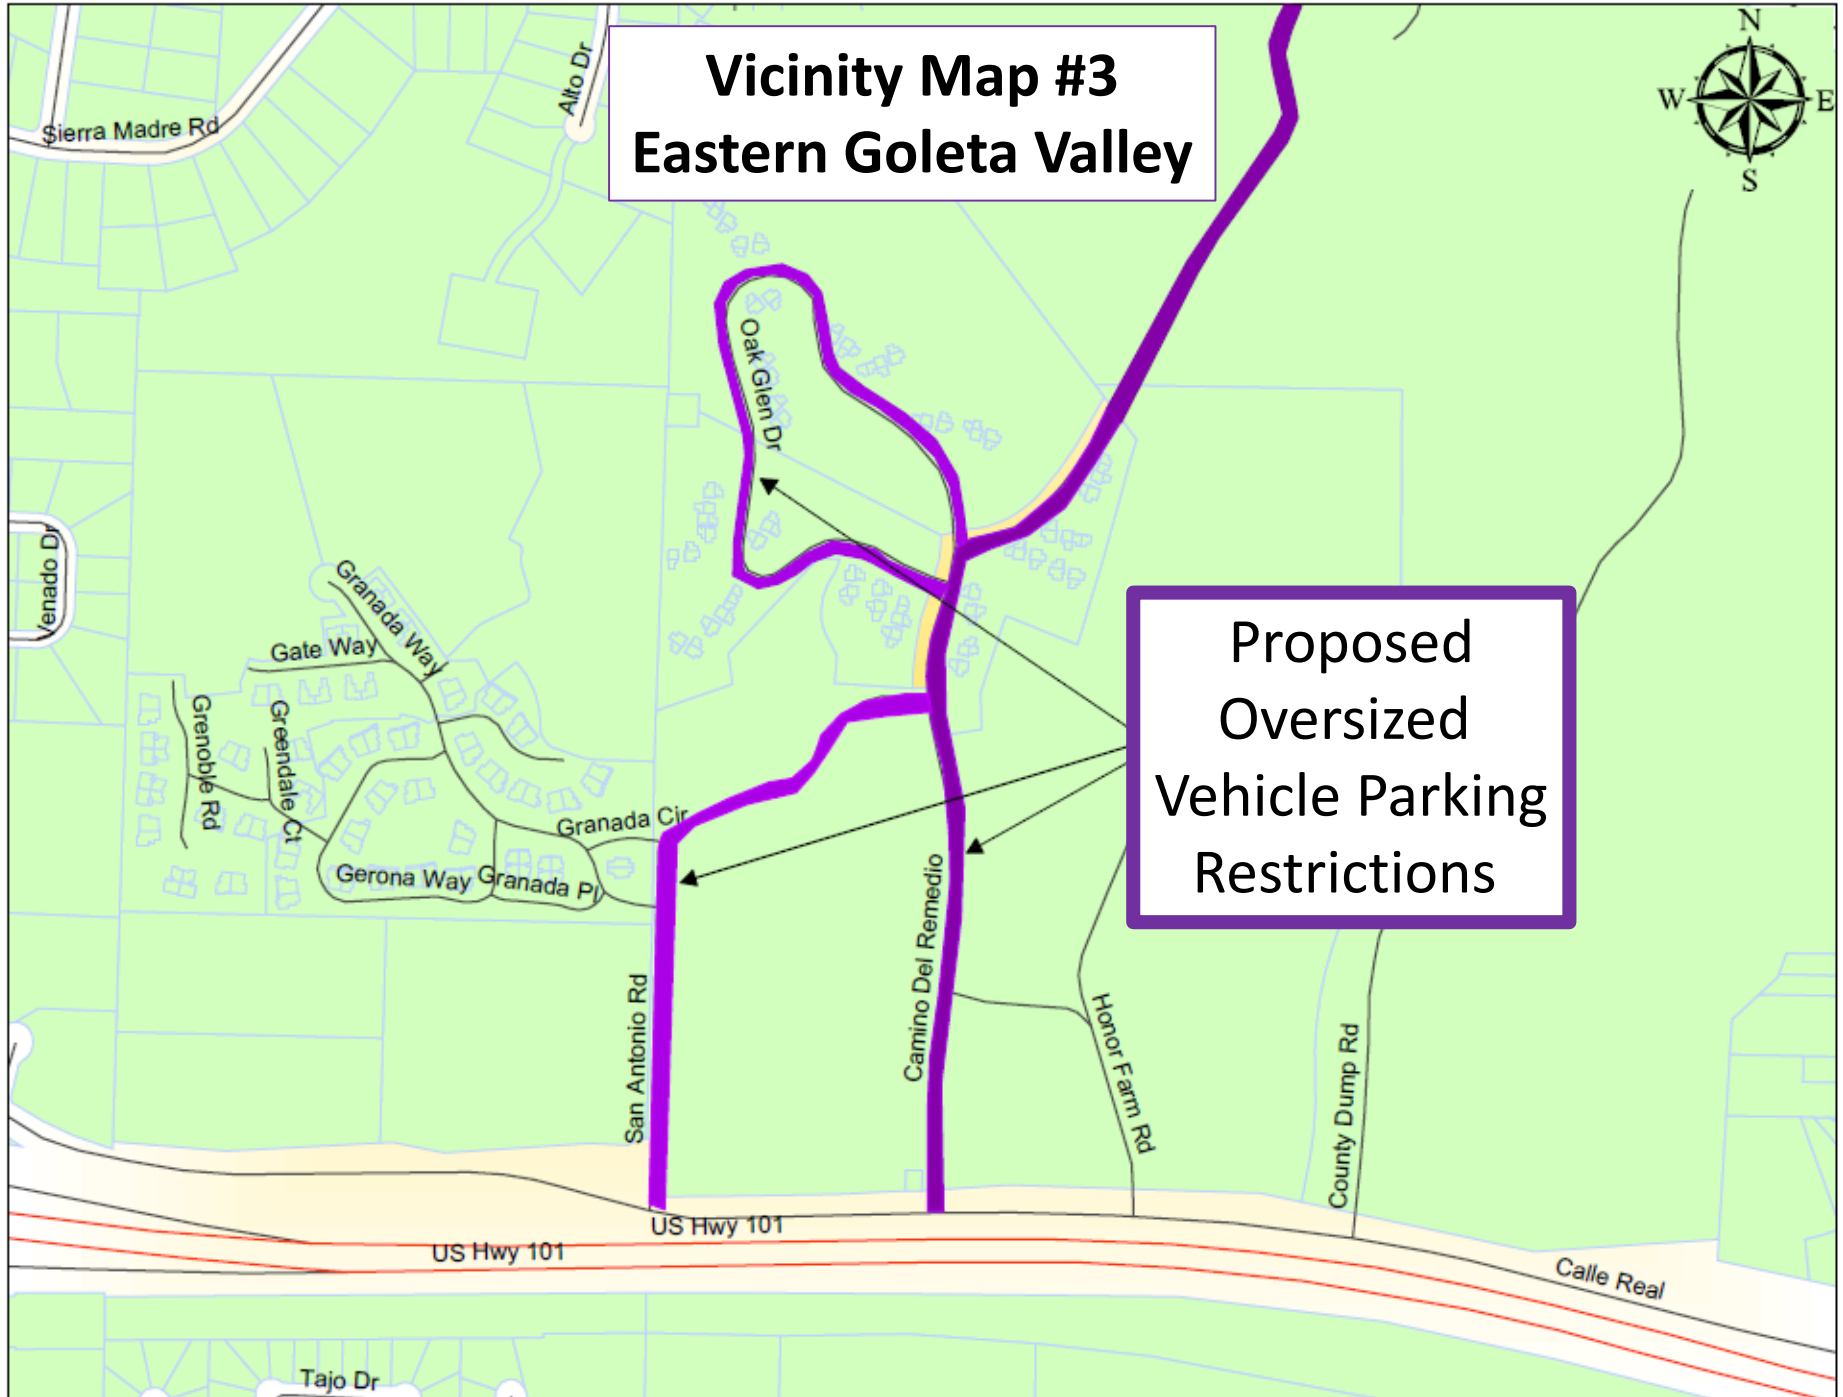 Vicinity Map #3
Eastern Goleta Valley
N
W
E
S
Sierra Madre Rd
Alto Dr
Oak Glen Dr
Venado Dr
Granada Way
Gate Way
Grenoble Rd
Greendale Ct
Granada Cir
Gerona Way
Granada Pl
Proposed
Oversized
Vehicle Parking
Restrictions
San Antonio Rd
Camino Del Remedio
Honor Farm Rd
County Dump Rd
US Hwy 101
US Hwy 101
Calle Real
Tajo Dr